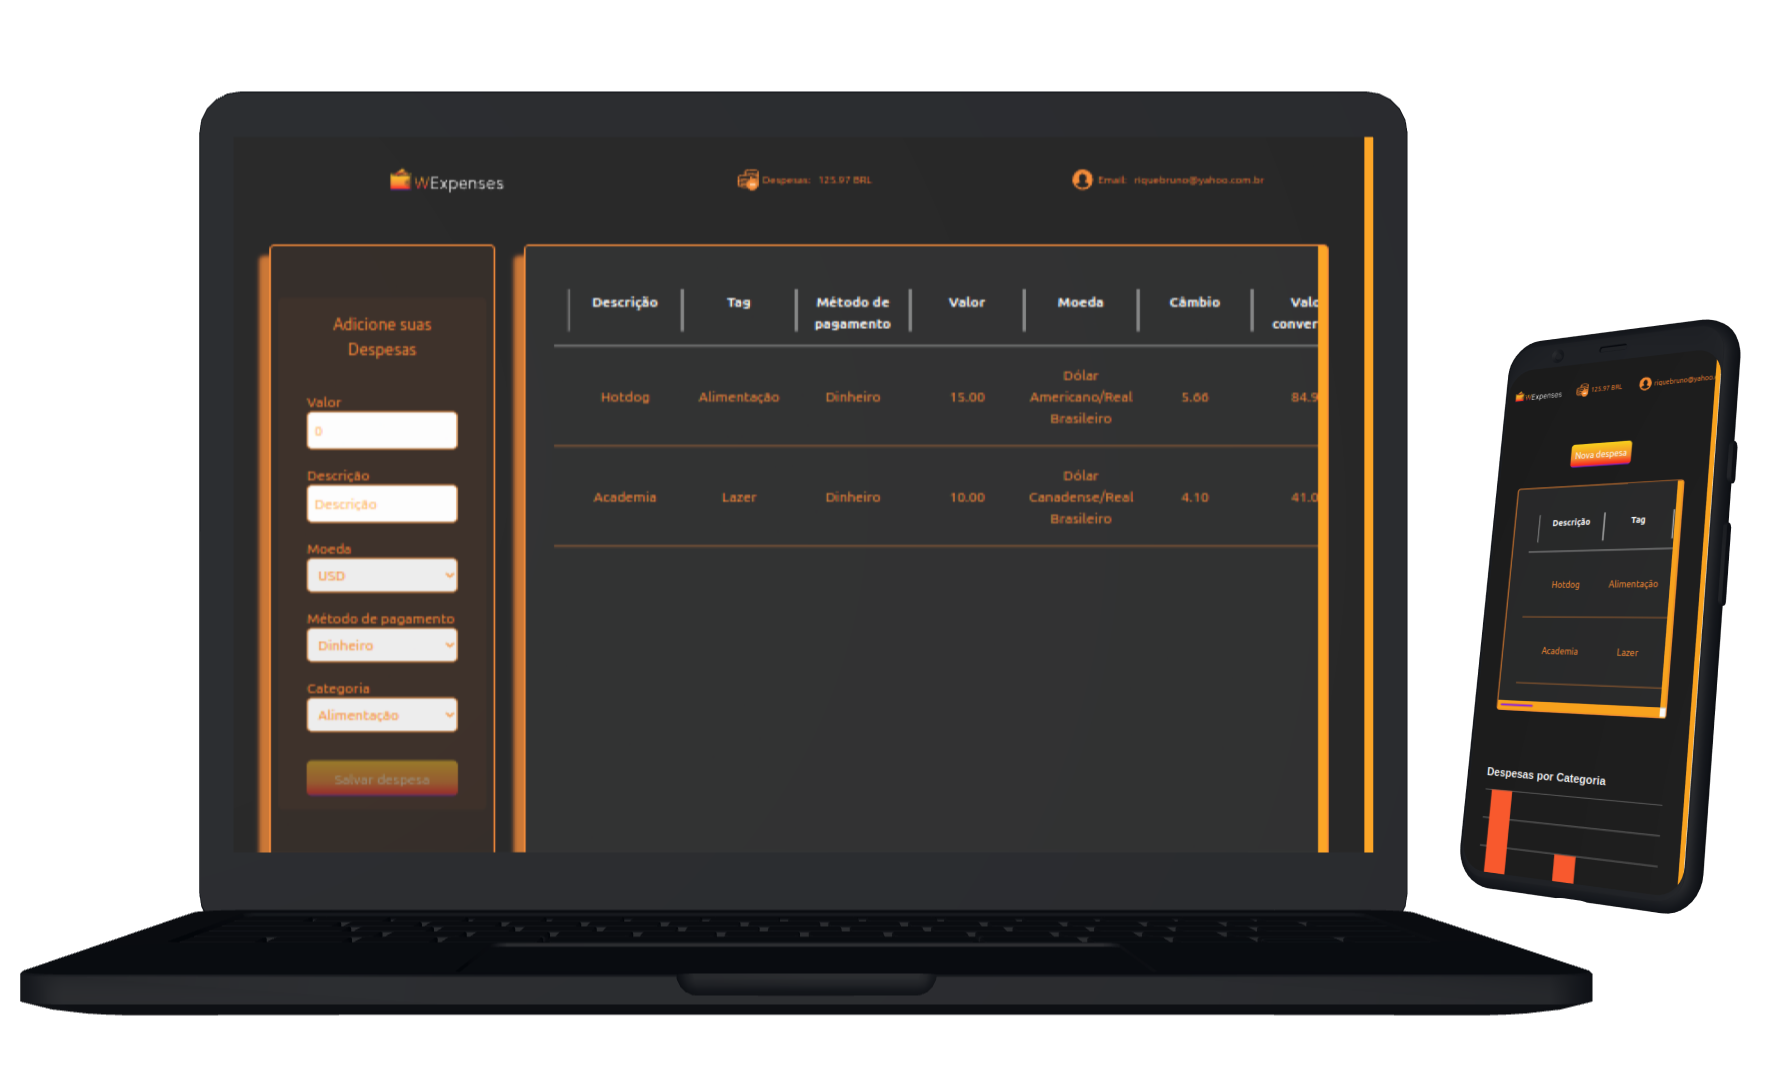 WExpenses
Despesas: 125.97 BRL
Email: riquebruno@yahoo.com.br
Adicione suas
Despesas
Valor
0
Descrição
Descrição
Moeda
USD
Método de pagamento
Dinheiro
Categoria
Alimentação
Salvar despesa
Descrição Tag Método de Valor Moeda Câmbio Valo
pagamento conver
Dólar
Hotdog Alimentação Dinheiro 15.00 Americano/Real 5.66 84.9
Brasileiro
Dólar
Academia Lazer Dinheiro 10.00 Canadense/Real 4.10 41.0
Brasileiro
WExpenses 125.97 BRL riquebruno@yahoo.
Nova despesa
Descrição Tag
Hotdog Alimentação
Academia Lazer
Despesas por Categoria